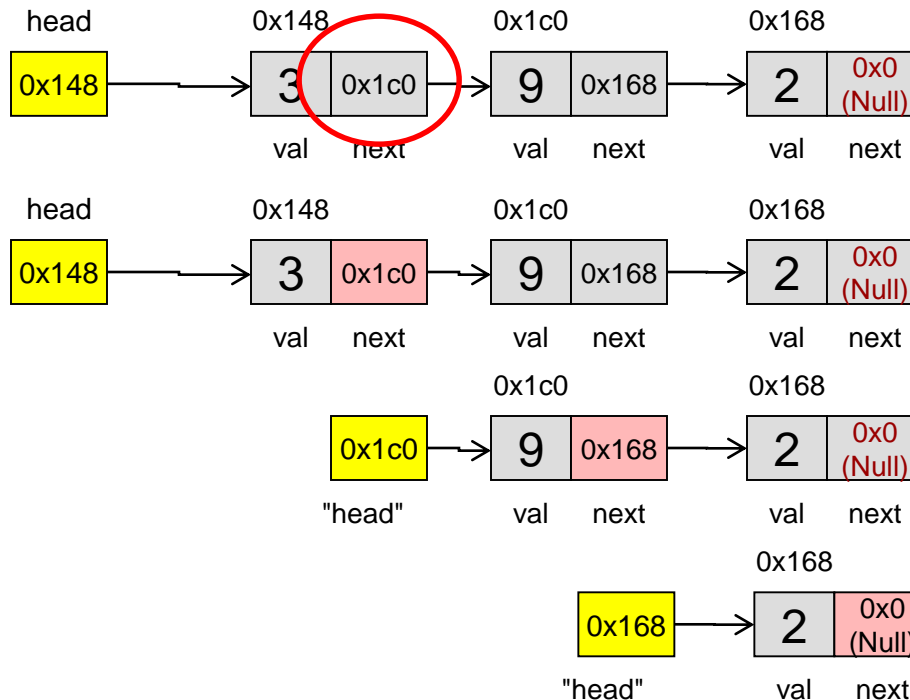 head 0x148 0x1c0 0x168
0x148 3 0x1c0 9 0x168 2 0x0
(Null)
val next val next val next
head 0x148 0x1c0 0x168
0x148 3 0x1c0 9 0x168 2 0x0
(Null)
val next val next val next
0x1c0 0x168
0x1c0 9 0x168 2 0x0
(Null)
"head" val next val next
0x168
0x168 2 0x0
(Null)
"head" val next